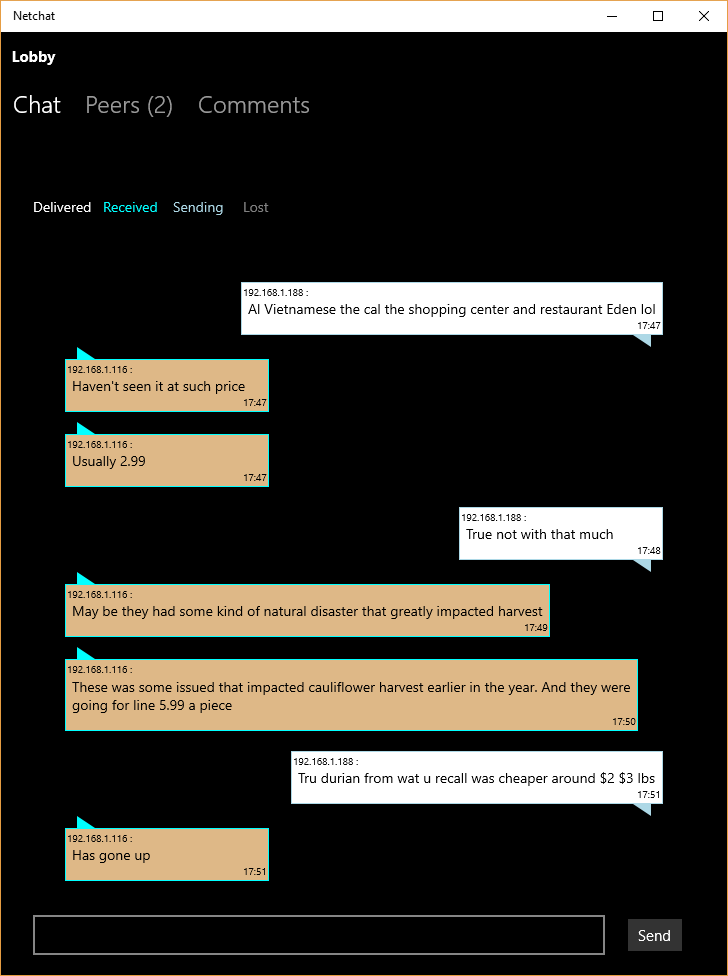 Netchat
Lobby
Chat Peers (2) Comments
Delivered Received Sending Lost
192.168.1.188 :
Al Vietnamese the cal the shopping center and restaurant Eden lol
17:47
192.168.1.116 :
Haven't seen it at such price
17:47
192.168.1.116 :
Usually 2.99
17:47
192.168.1.188 :
True not with that much
17:48
192.168.1.116 :
May be they had some kind of natural disaster that greatly impacted harvest
17:49
192.168.1.116 :
These was some issued that impacted cauliflower harvest earlier in the year. And they were
going for line 5.99 a piece
17:50
192.168.1.188 :
Tru durian from wat u recall was cheaper around $2 $3 lbs
17:51
192.168.1.116 :
Has gone up
17:51
Send